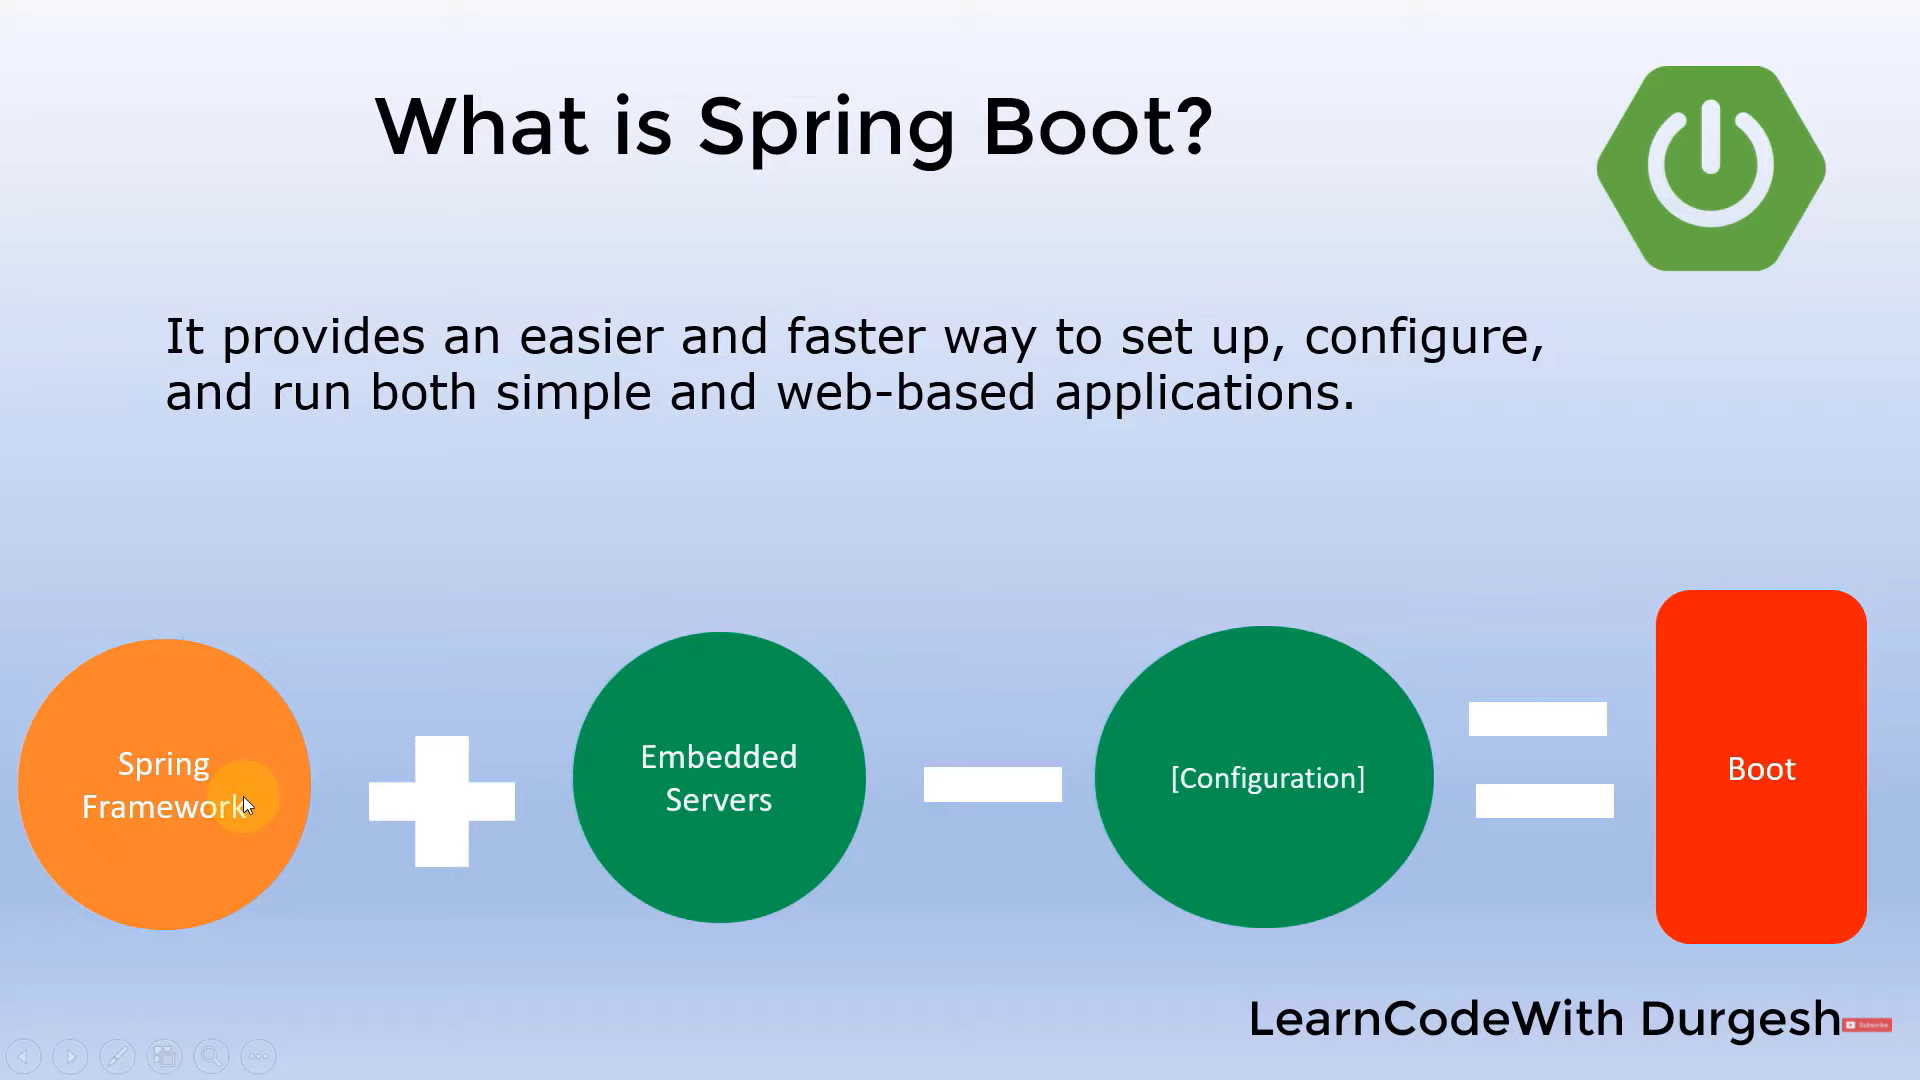 What is Spring Boot?
It provides an easier and faster way to set up, configure,
and run both simple and web-based applications.
Spring
Framework
Embedded
Servers
[Configuration]
Boot
LearnCodeWith Durgesh
Subscribe